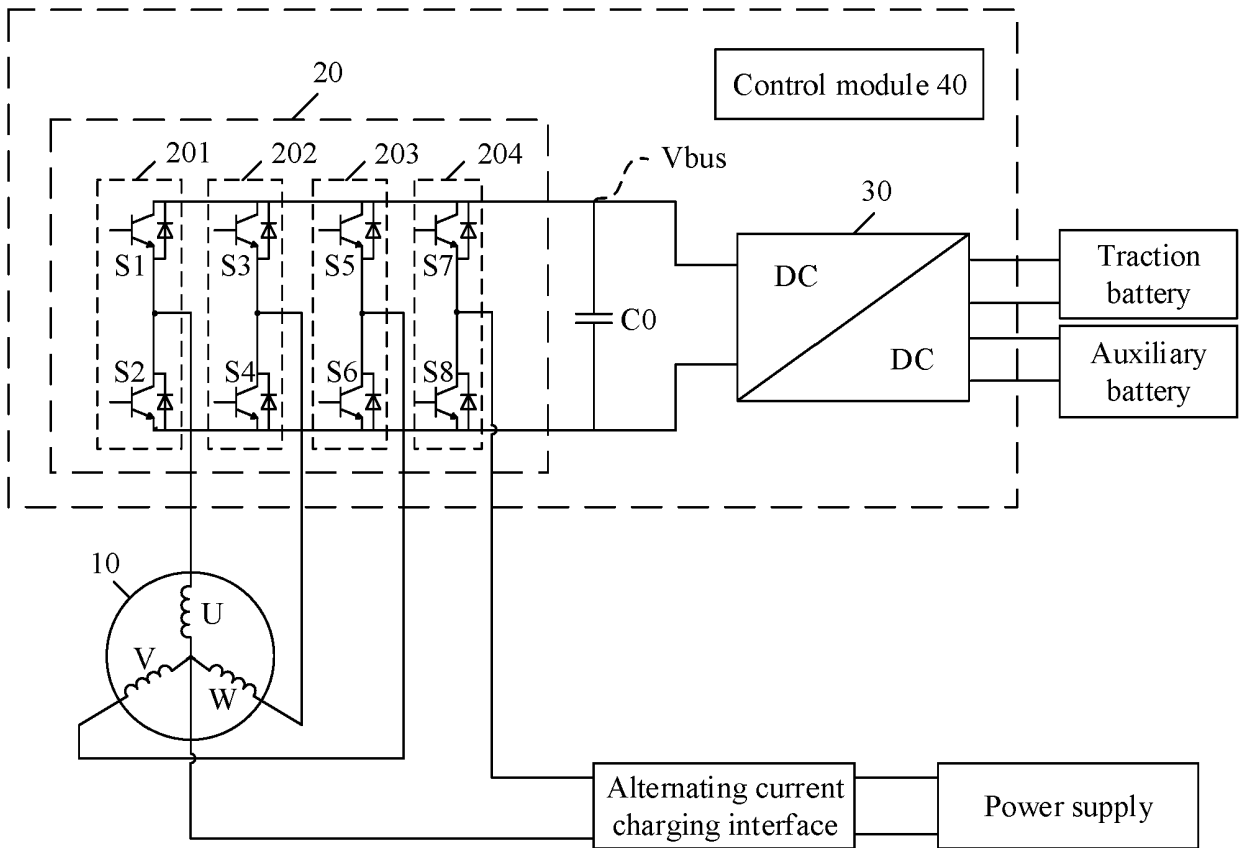 Control module 40
20
201
202
203
204
Vbus
30
S1
S3
S5
S7
DC
DC
C0
Traction
battery
Auxiliary
battery
S2
S4
S6
S8
10
U
V
W
Alternating current
charging interface
Power supply